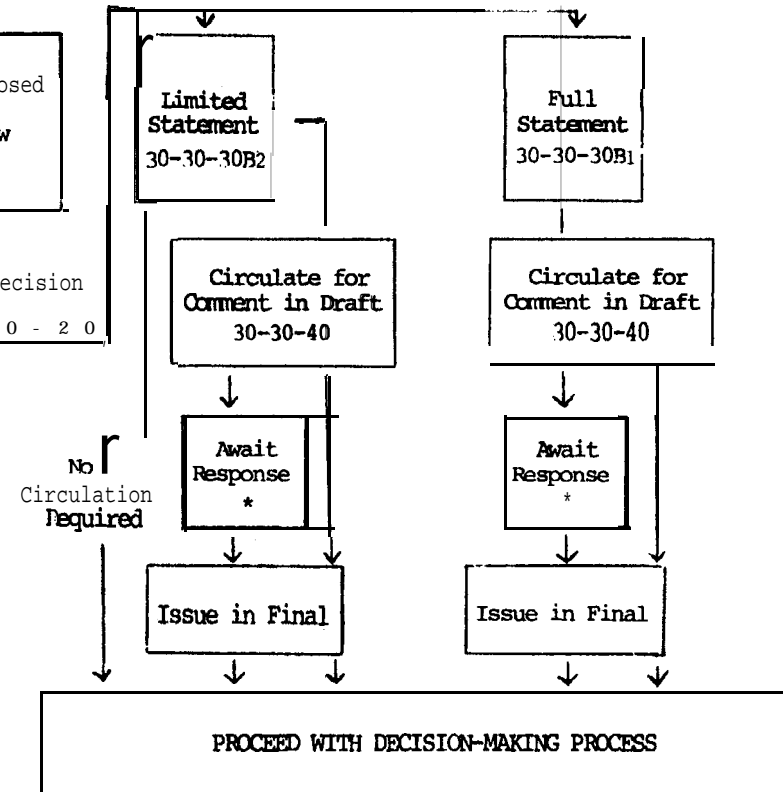 osed
w
ecision
0 - 2 0
Limited
Statement
30-30-30B2
Full
Statement
30-30-30B1
Circulate for
Comment in Draft
30-30-40
Circulate for
Comment in Draft
30-30-40
No
Circulation
Required
Await
Response
*
Await
Response
*
Issue in Final
Issue in Final
PROCEED WITH DECISION-MAKING PROCESS